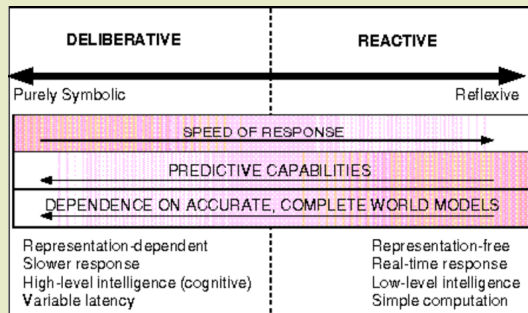 DELIBERATIVE
REACTIVE
Purely Symbolic
Reflexive
SPEED OF RESPONSE
PREDICTIVE CAPABILITIES
DEPENDENCE ON ACCURATE, COMPLETE WORLD MODELS
Representation-dependent
Slower response
High-level intelligence (cognitive)
Variable latency
Representation-free
Real-time response
Low-level intelligence
Simple computation